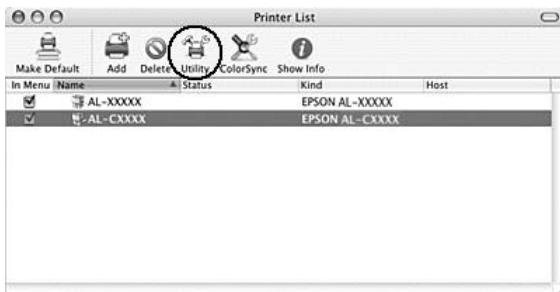 Printer List
Make Default Add Delete Utility ColorSync Show Info
In Menu Name Status Kind Host
AL-XXXXX EPSON AL-XXXXX
AL-CXXXX EPSON AL-CXXXX